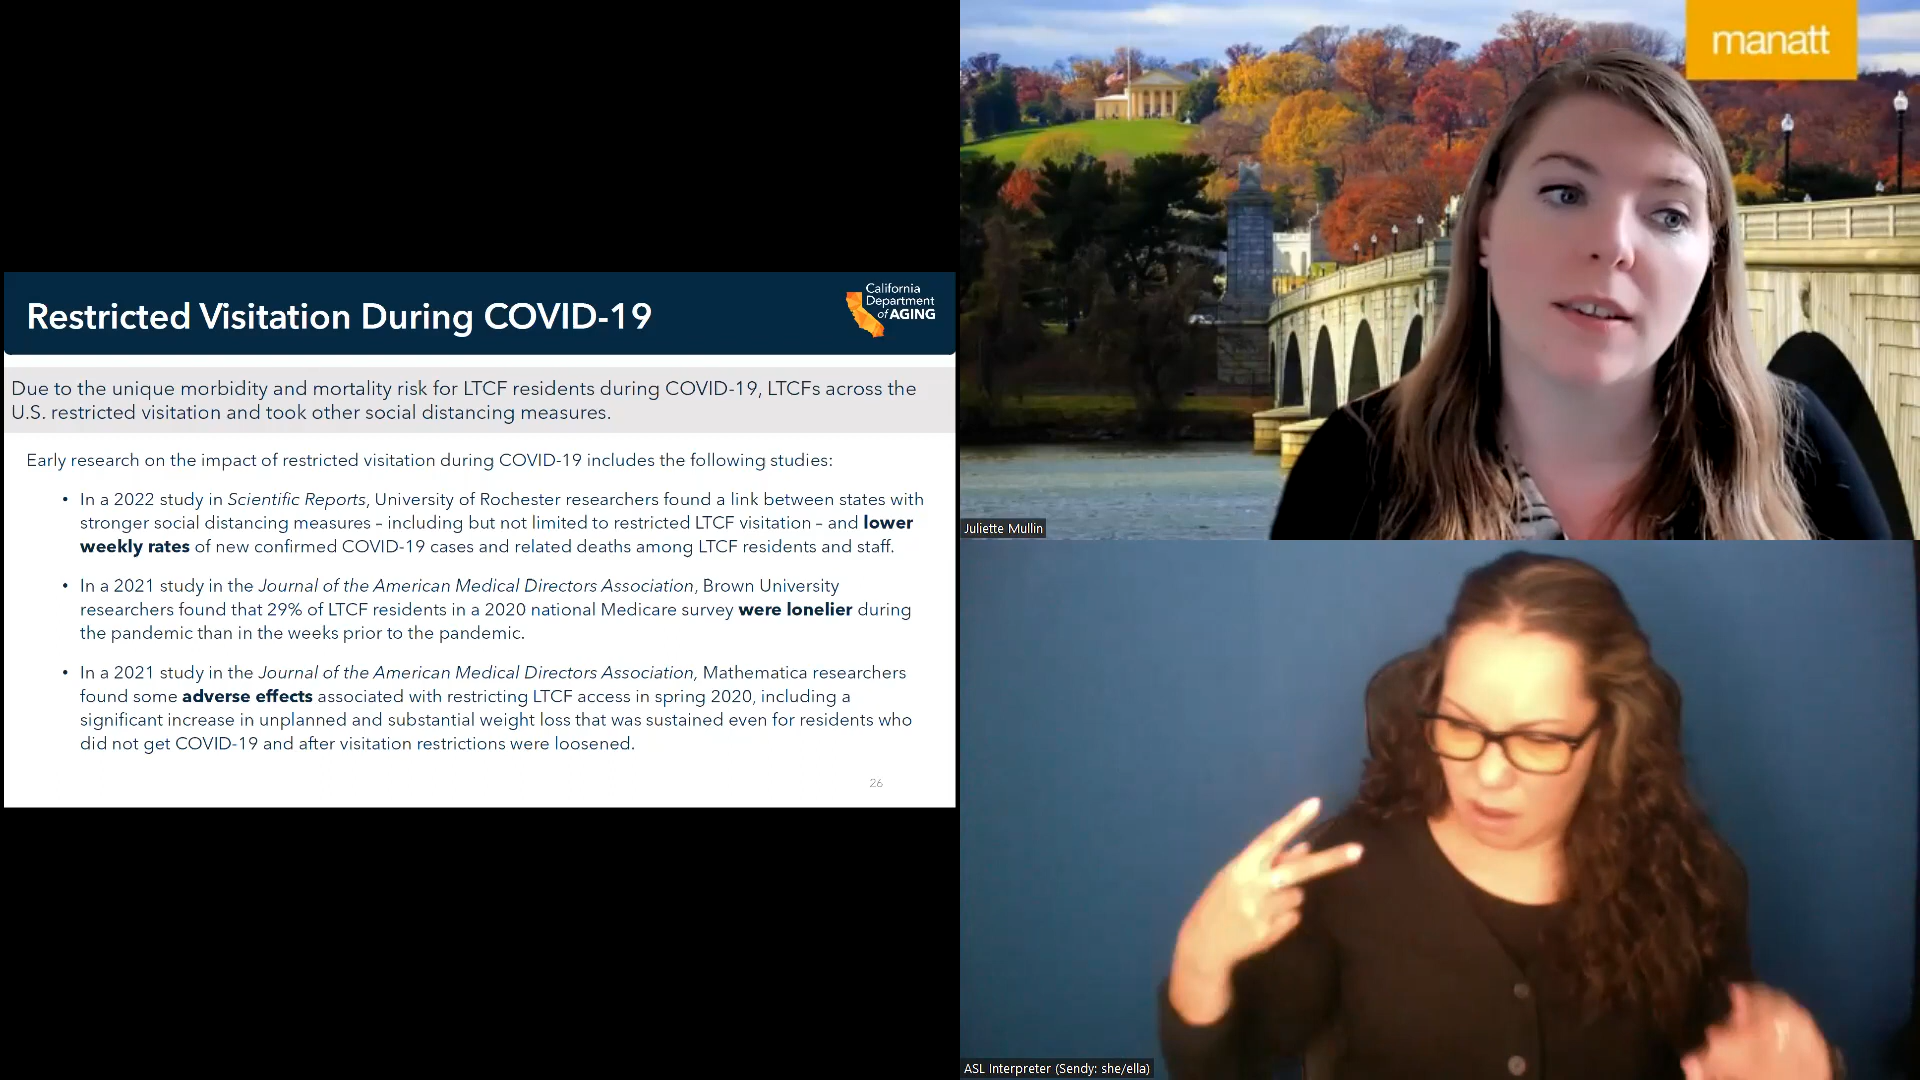 Restricted Visitation During COVID-19
California
Department
of AGING
Due to the unique morbidity and mortality risk for LTCF residents during COVID-19, LTCFs across the
U.S. restricted visitation and took other social distancing measures.
Early research on the impact of restricted visitation during COVID-19 includes the following studies:
• In a 2022 study in Scientific Reports, University of Rochester researchers found a link between states with
stronger social distancing measures – including but not limited to restricted LTCF visitation – and lower
weekly rates of new confirmed COVID-19 cases and related deaths among LTCF residents and staff.
• In a 2021 study in the Journal of the American Medical Directors Association, Brown University
researchers found that 29% of LTCF residents in a 2020 national Medicare survey were lonelier during
the pandemic than in the weeks prior to the pandemic.
• In a 2021 study in the Journal of the American Medical Directors Association, Mathematica researchers
found some adverse effects associated with restricting LTCF access in spring 2020, including a
significant increase in unplanned and substantial weight loss that was sustained even for residents who
did not get COVID-19 and after visitation restrictions were loosened.
26
manatt
Juliette Mullin
ASL Interpreter (Sendy: she/ella)